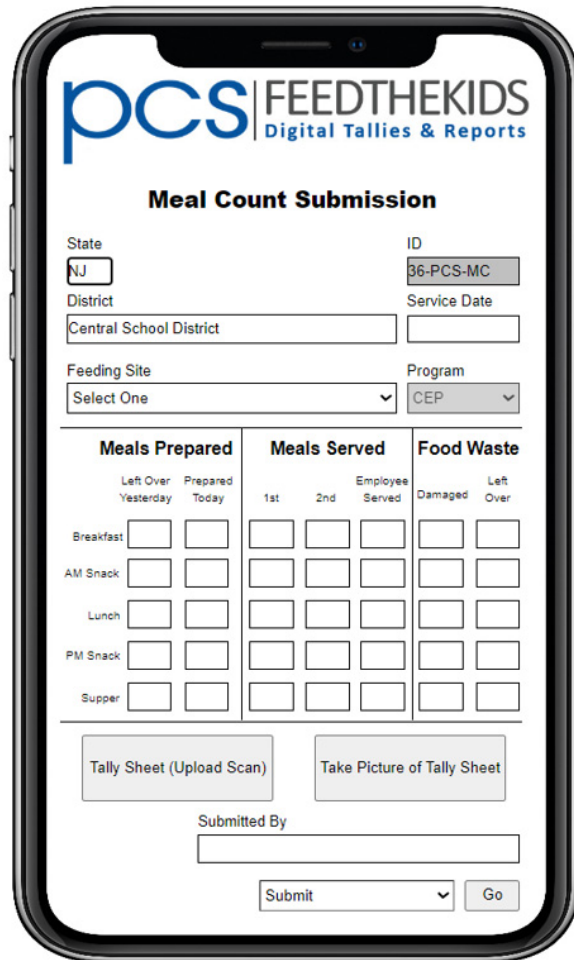 pcs FEEDTHEKIDS
Digital Tallies & Reports
Meal Count Submission
State ID
NJ 36-PCS-MC
District Service Date
Central School District
Feeding Site Program
Select One CEP
Meals Prepared Meals Served Food Waste
Left Over Yesterday Prepared Today 1st 2nd Employee Served Damaged Left Over
Breakfast
AM Snack
Lunch
PM Snack
Supper
Tally Sheet (Upload Scan) Take Picture of Tally Sheet
Submitted By
Submit Go